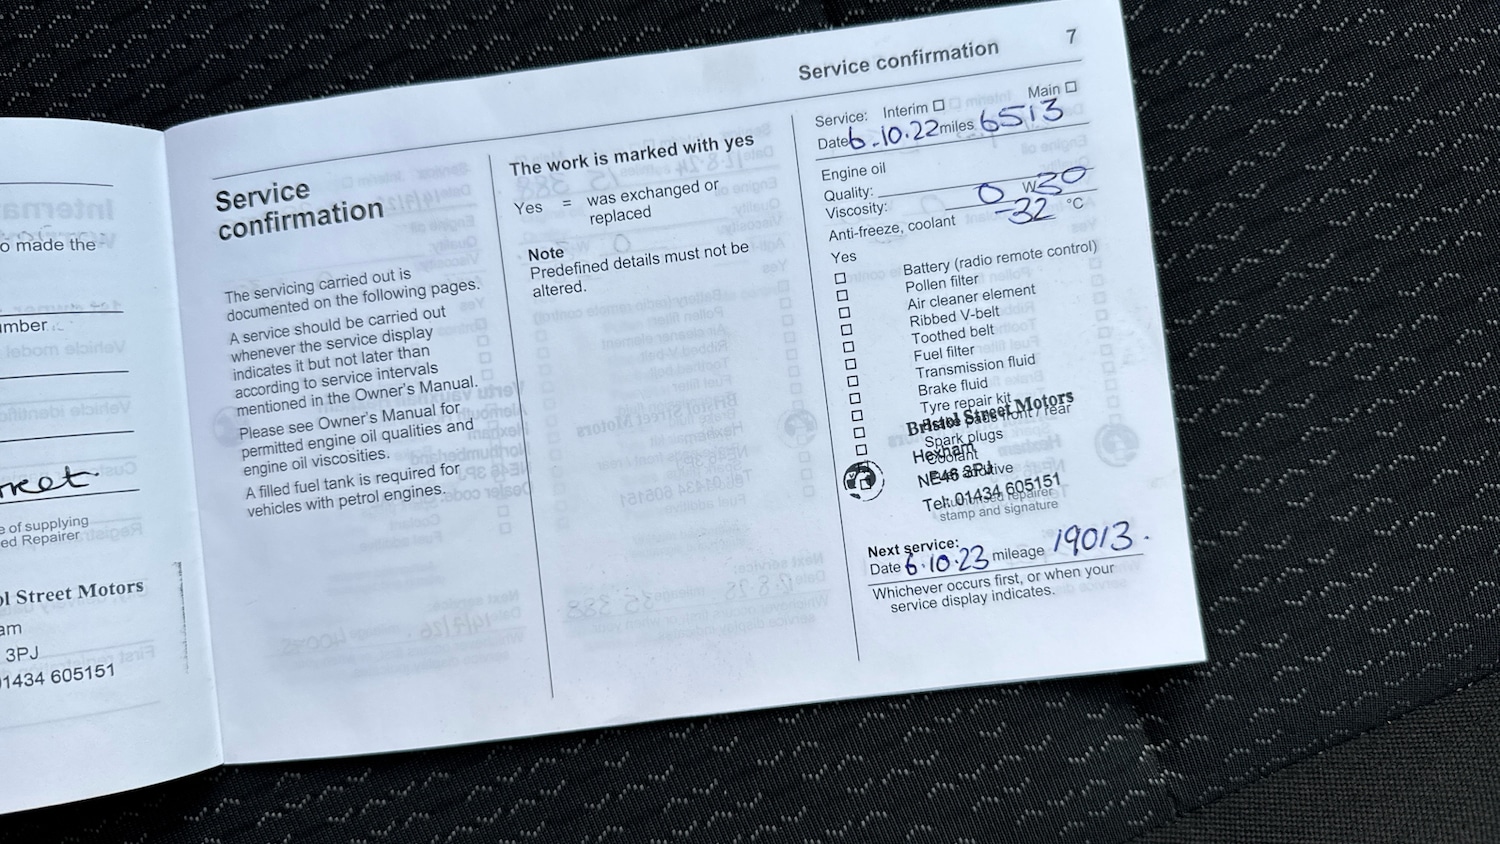 o made the
umber
reet
e of supplying
ed Repairer
ol Street Motors
am
3PJ
01434 605151
Service confirmation 7
Service
confirmation
The servicing carried out is
documented on the following pages.
A service should be carried out
whenever the service display
indicates it but not later than
according to service intervals
mentioned in the Owner's Manual.
Please see Owner's Manual for
permitted engine oil qualities and
engine oil viscosities.
A filled fuel tank is required for
vehicles with petrol engines.
The work is marked with yes
Yes = was exchanged or
replaced
Note
Predefined details must not be
altered.
Service: Interim Main
Date 6.10.22 miles 6513
Engine oil
Quality:
Viscosity: 0 W 30
Anti-freeze, coolant -32 °C
Yes
Battery (radio remote control)
Pollen filter
Air cleaner element
Ribbed V-belt
Toothed belt
Fuel filter
Transmission fluid
Brake fluid
Tyre repair kit
Bristol Street Motors
front / rear
Spark plugs
Hexham
Coolant
NE46 3PJ
Tel: 01434 605151
stamp and signature
Next service:
Date 6.10.23 mileage 19013.
Whichever occurs first, or when your
service display indicates.